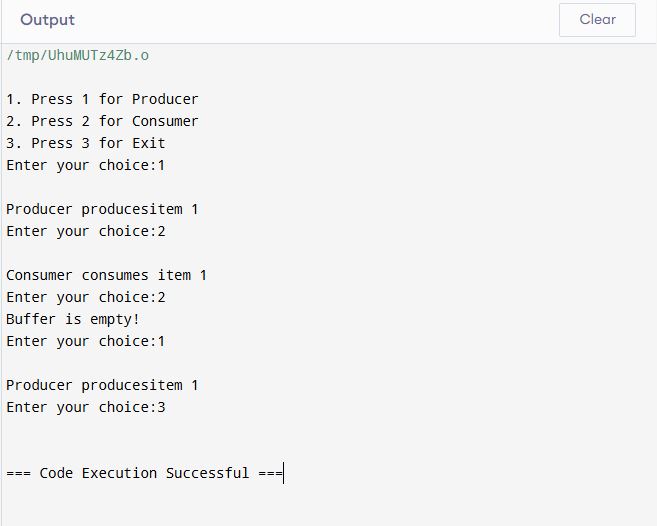 Output
Clear
/tmp/UhuMUTz4Zb.o
1. Press 1 for Producer
2. Press 2 for Consumer
3. Press 3 for Exit
Enter your choice:1
Producer producesitem 1
Enter your choice:2
Consumer consumes item 1
Enter your choice:2
Buffer is empty!
Enter your choice:1
Producer producesitem 1
Enter your choice:3
=== Code Execution Successful ===